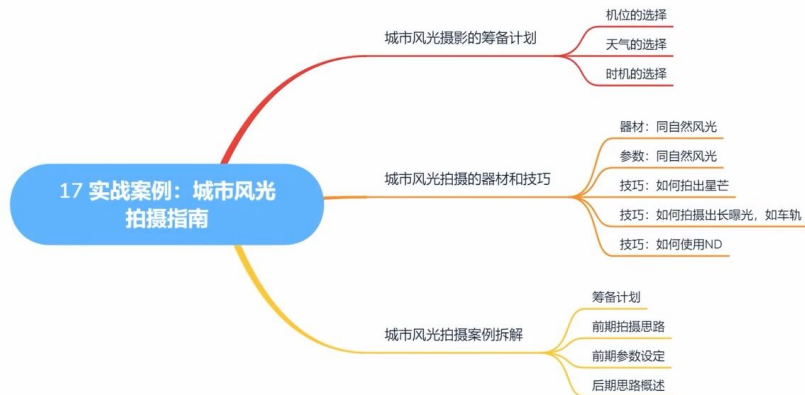 17 实战案例：城市风光
拍摄指南
城市风光摄影的筹备计划
机位的选择
天气的选择
时机的选择
城市风光拍摄的器材和技巧
器材：同自然风光
参数：同自然风光
技巧：如何拍出星芒
技巧：如何拍摄出长曝光，如车轨
技巧：如何使用ND
城市风光拍摄案例拆解
筹备计划
前期拍摄思路
前期参数设定
后期思路概述